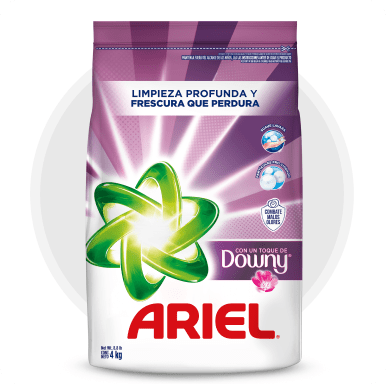 LIMPIEZA PROFUNDA Y
FRESCURA QUE PERDURA
COMBATE
MALOS
OLORES
CON UN TOQUE DE
Downy®
ARIEL®
4 kg